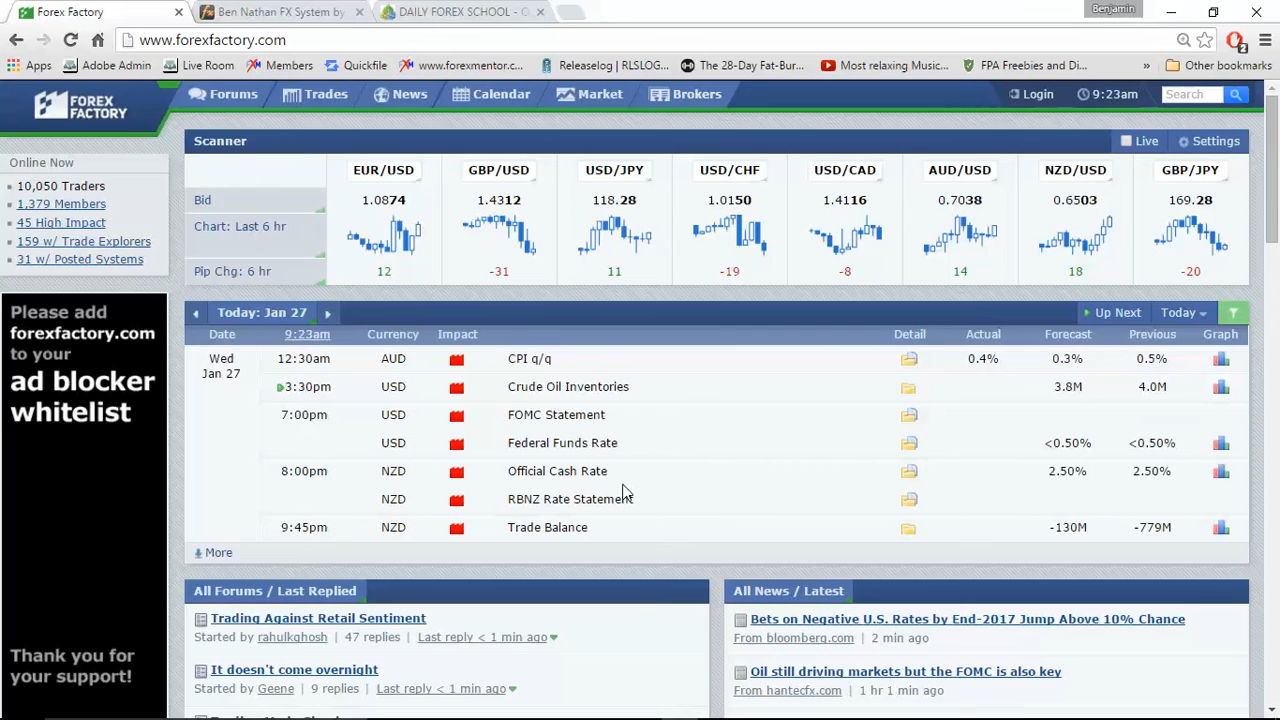 Forex Factory
Ben Nathan FX System by
DAILY FOREX SCHOOL - O
Benjamin
www.forexfactory.com
Apps
Adobe Admin
Live Room
Members
Quickfile
www.forexmentor.c...
Releaselog | RLSLOG...
The 28-Day Fat-Bur...
Most relaxing Music...
FPA Freebies and Di...
»
Other bookmarks
FOREX FACTORY
Forums
Trades
News
Calendar
Market
Brokers
Login
9:23am
Search
Online Now
10,050 Traders
1,379 Members
45 High Impact
159 w/ Trade Explorers
31 w/ Posted Systems
Please add
forexfactory.com
to your
ad blocker
whitelist
Thank you for
your support!
Scanner
Live
Settings
EUR/USD GBP/USD USD/JPY USD/CHF USD/CAD AUD/USD NZD/USD GBP/JPY
Bid 1.0874 1.4312 118.28 1.0150 1.4116 0.7038 0.6503 169.28
Chart: Last 6 hr
Pip Chg: 6 hr 12 -31 11 -19 -8 14 18 -20
Today: Jan 27
Up Next
Today
Date 9:23am Currency Impact Detail Actual Forecast Previous Graph
Wed 12:30am AUD CPI q/q 0.4% 0.3% 0.5%
Jan 27
3:30pm USD Crude Oil Inventories 3.8M 4.0M
7:00pm USD FOMC Statement
USD Federal Funds Rate <0.50% <0.50%
8:00pm NZD Official Cash Rate 2.50% 2.50%
NZD RBNZ Rate Statement
9:45pm NZD Trade Balance -130M -779M
More
All Forums / Last Replied
Trading Against Retail Sentiment
Started by rahulkghosh | 47 replies | Last reply < 1 min ago
It doesn't come overnight
Started by Geene | 9 replies | Last reply < 1 min ago
All News / Latest
Bets on Negative U.S. Rates by End-2017 Jump Above 10% Chance
From bloomberg.com | 2 min ago
Oil still driving markets but the FOMC is also key
From hantecfx.com | 1 hr 1 min ago